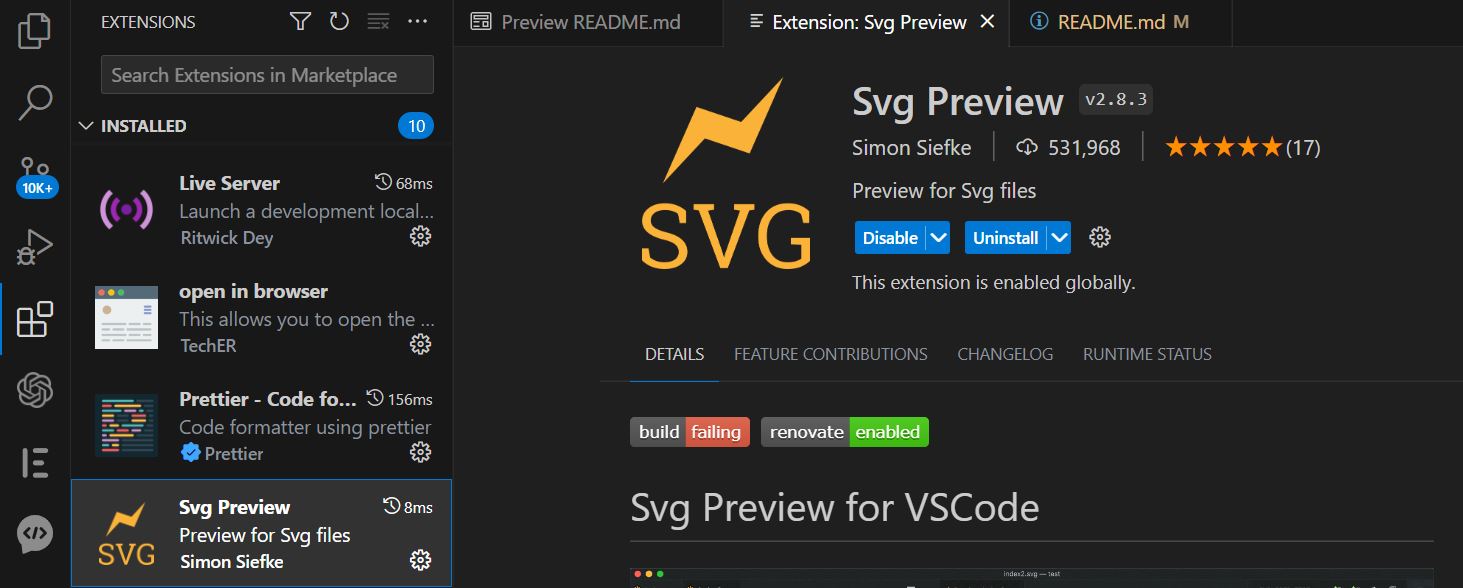 EXTENSIONS
Search Extensions in Marketplace
INSTALLED 10
10K+
Live Server 68ms
Launch a development local...
Ritwick Dey
open in browser
This allows you to open the ...
TechER
Prettier - Code fo... 156ms
Code formatter using prettier
Prettier
SVG
Svg Preview 8ms
Preview for Svg files
Simon Siefke
Preview README.md
Extension: Svg Preview
README.md M
SVG
Svg Preview v2.8.3
Simon Siefke 531,968 (17)
Preview for Svg files
Disable Uninstall
This extension is enabled globally.
DETAILS FEATURE CONTRIBUTIONS CHANGELOG RUNTIME STATUS
build failing renovate enabled
Svg Preview for VSCode
index2.svg — test